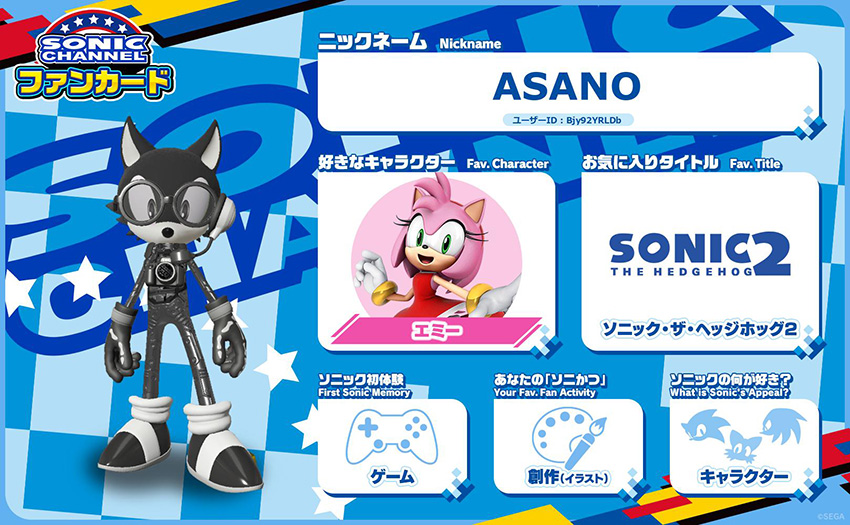 SONIC
CHANNEL
ファンカード
ニックネーム Nickname
ASANO
ユーザーID：Bjy92YRLDb
好きなキャラクター Fav. Character
エミー
お気に入りタイトル Fav. Title
SONIC 2
THE HEDGEHOG
ソニック・ザ・ヘッジホッグ2
ソニック初体験
First Sonic Memory
ゲーム
あなたの「ソニかつ」
Your Fav. Fan Activity
創作(イラスト)
ソニックの何が好き？
What is Sonic's Appeal?
キャラクター
©SEGA